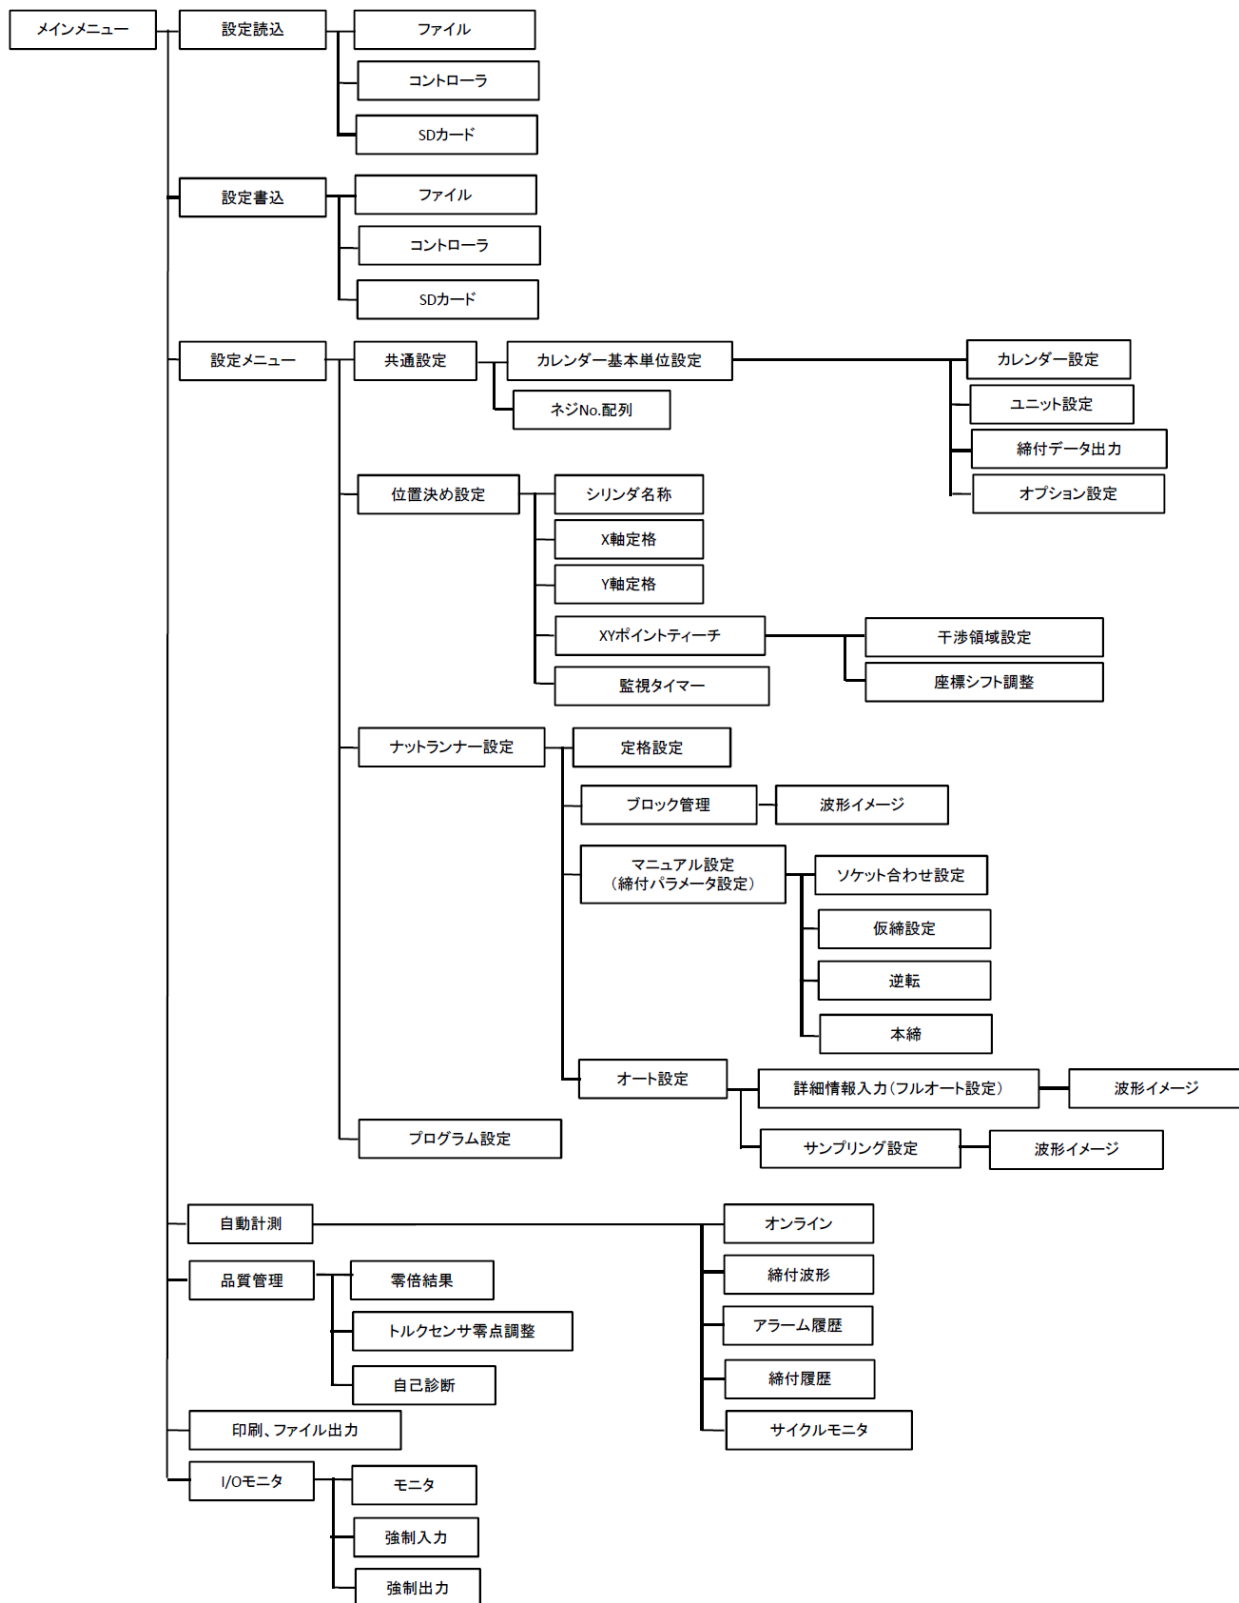 メインメニュー
設定読込
ファイル
コントローラ
SDカード
設定書込
ファイル
コントローラ
SDカード
設定メニュー
共通設定
カレンダー基本単位設定
カレンダー設定
ユニット設定
締付データ出力
オプション設定
ネジNo.配列
位置決め設定
シリンダ名称
X軸定格
Y軸定格
XYポイントティーチ
干渉領域設定
座標シフト調整
監視タイマー
ナットランナー設定
定格設定
ブロック管理
波形イメージ
マニュアル設定
（締付パラメータ設定）
ソケット合わせ設定
仮締設定
逆転
本締
オート設定
詳細情報入力（フルオート設定）
波形イメージ
サンプリング設定
波形イメージ
プログラム設定
自動計測
オンライン
締付波形
アラーム履歴
締付履歴
サイクルモニタ
品質管理
零倍結果
トルクセンサ零点調整
自己診断
印刷、ファイル出力
I/Oモニタ
モニタ
強制入力
強制出力